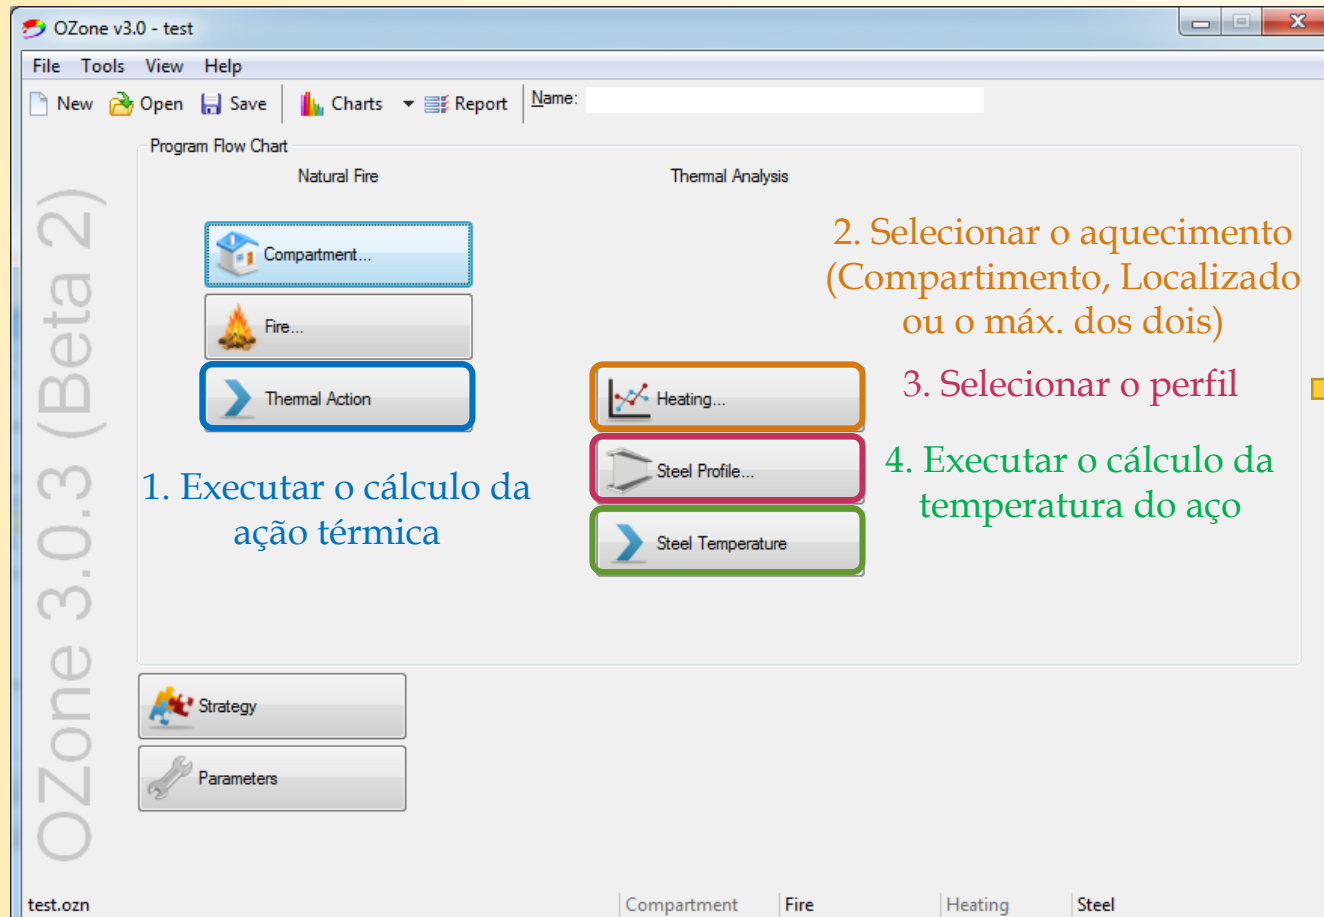 OZone v3.0 - test
File Tools View Help
New Open Save Charts Report Name:
Program Flow Chart
Natural Fire
Thermal Analysis
Compartment...
Fire...
Thermal Action
1. Executar o cálculo da
ação térmica
2. Selecionar o aquecimento
(Compartimento, Localizado
ou o máx. dos dois)
Heating...
3. Selecionar o perfil
Steel Profile...
4. Executar o cálculo da
temperatura do aço
Steel Temperature
Strategy
Parameters
OZone 3.0.3 (Beta 2)
test.ozn Compartment Fire Heating Steel